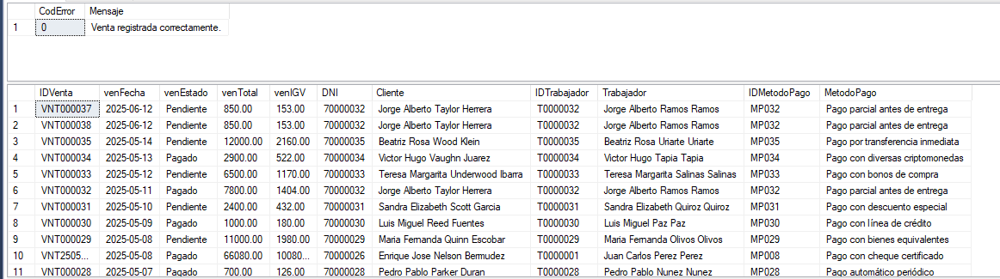 CodError Mensaje
1 0 Venta registrada correctamente.
IDVenta venFecha venEstado venTotal venIGV DNI Cliente IDTrabajador Trabajador IDMetodoPago MetodoPago
1 VNT000037 2025-06-12 Pendiente 850.00 153.00 70000032 Jorge Alberto Taylor Herrera T0000032 Jorge Alberto Ramos Ramos MP032 Pago parcial antes de entrega
2 VNT000038 2025-06-12 Pendiente 850.00 153.00 70000032 Jorge Alberto Taylor Herrera T0000032 Jorge Alberto Ramos Ramos MP032 Pago parcial antes de entrega
3 VNT000035 2025-05-14 Pendiente 12000.00 2160.00 70000035 Beatriz Rosa Wood Klein T0000035 Beatriz Rosa Uriarte Uriarte MP035 Pago por transferencia inmediata
4 VNT000034 2025-05-13 Pagado 2900.00 522.00 70000034 Victor Hugo Vaughn Juarez T0000034 Victor Hugo Tapia Tapia MP034 Pago con diversas criptomonedas
5 VNT000033 2025-05-12 Pendiente 6500.00 1170.00 70000033 Teresa Margarita Underwood Ibarra T0000033 Teresa Margarita Salinas Salinas MP033 Pago con bonos de compra
6 VNT000032 2025-05-11 Pagado 7800.00 1404.00 70000032 Jorge Alberto Taylor Herrera T0000032 Jorge Alberto Ramos Ramos MP032 Pago parcial antes de entrega
7 VNT000031 2025-05-10 Pendiente 2400.00 432.00 70000031 Sandra Elizabeth Scott Garcia T0000031 Sandra Elizabeth Quiroz Quiroz MP031 Pago con descuento especial
8 VNT000030 2025-05-09 Pagado 1000.00 180.00 70000030 Luis Miguel Reed Fuentes T0000030 Luis Miguel Paz Paz MP030 Pago con línea de crédito
9 VNT000029 2025-05-08 Pendiente 11000.00 1980.00 70000029 Maria Fernanda Quinn Escobar T0000029 Maria Fernanda Olivos Olivos MP029 Pago con bienes equivalentes
10 VNT2505... 2025-05-08 Pagado 66080.00 10080... 70000026 Enrique Jose Nelson Bermudez T0000001 Juan Carlos Perez Perez MP008 Pago con cheque certificado
11 VNT000028 2025-05-07 Pagado 700.00 126.00 70000028 Pedro Pablo Parker Duran T0000028 Pedro Pablo Nunez Nunez MP028 Pago automático periódico